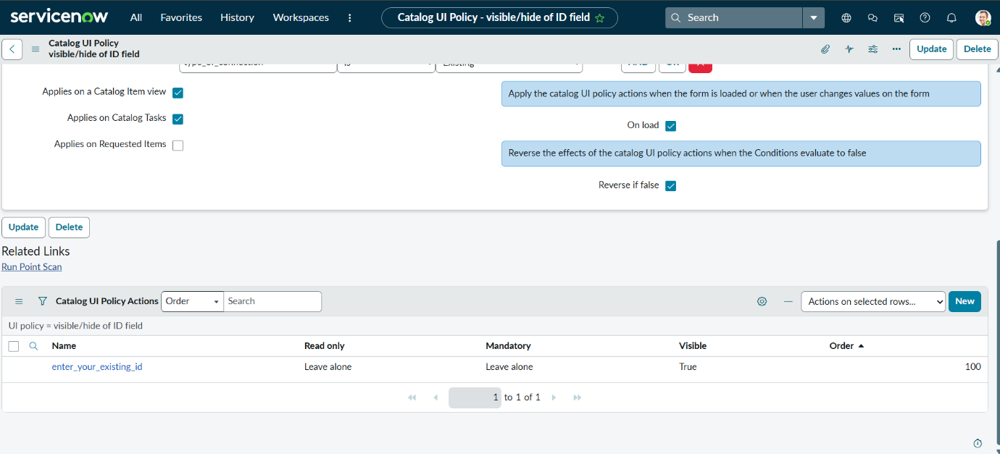 servicenow All Favorites History Workspaces Catalog UI Policy - visible/hide of ID field Search
Catalog UI Policy
visible/hide of ID field
Update Delete
type_of_connection is Existing AND OR X
Applies on a Catalog Item view
Apply the catalog UI policy actions when the form is loaded or when the user changes values on the form
Applies on Catalog Tasks
On load
Applies on Requested Items
Reverse the effects of the catalog UI policy actions when the Conditions evaluate to false
Reverse if false
Update Delete
Related Links
Run Point Scan
Catalog UI Policy Actions Order Search Actions on selected rows... New
UI policy = visible/hide of ID field
Name Read only Mandatory Visible Order
enter_your_existing_id Leave alone Leave alone True 100
1 to 1 of 1